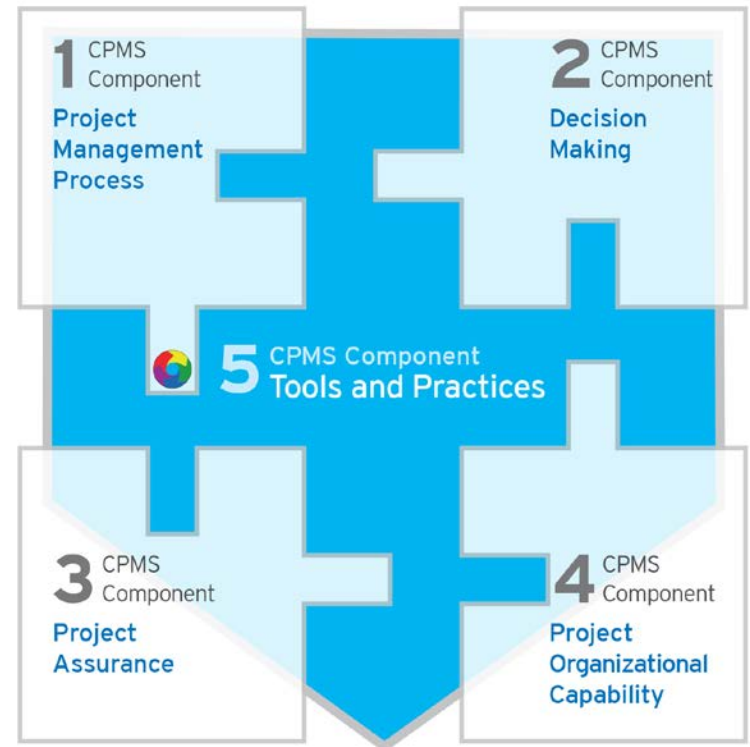 1 CPMS
Component
Project
Management
Process
2 CPMS
Component
Decision
Making
5 CPMS Component
Tools and Practices
3 CPMS
Component
Project
Assurance
4 CPMS
Component
Project
Organizational
Capability